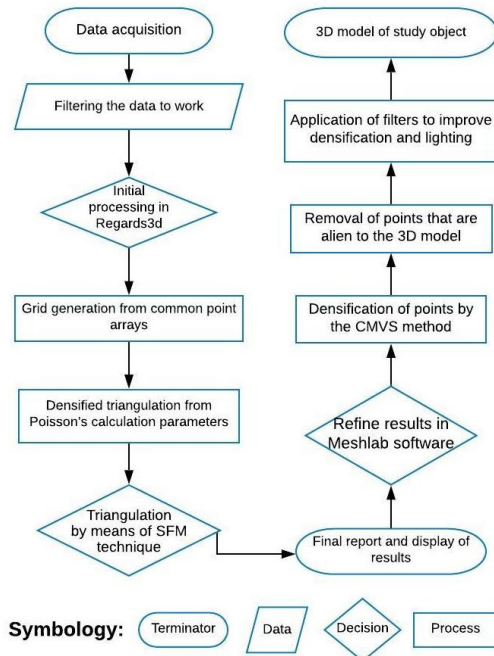 Data acquisition
Filtering the data to work
Initial
processing in
Regards3d
Grid generation from common point
arrays
Densified triangulation from
Poisson's calculation parameters
Triangulation
by means of SFM
technique
Final report and display of
results
Refine results in
Meshlab software
Densification of points by
the CMVS method
Removal of points that are
alien to the 3D model
Application of filters to improve
densification and lighting
3D model of study object
Symbology:
Terminator
Data
Decision
Process